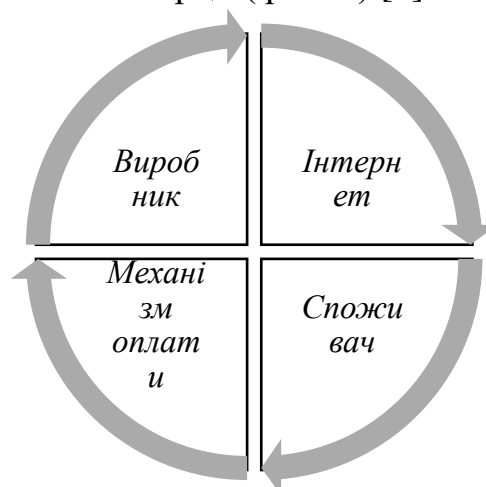 Вироб
ник
Інтерн
ет
Механі
зм
оплат
и
Спожи
вач